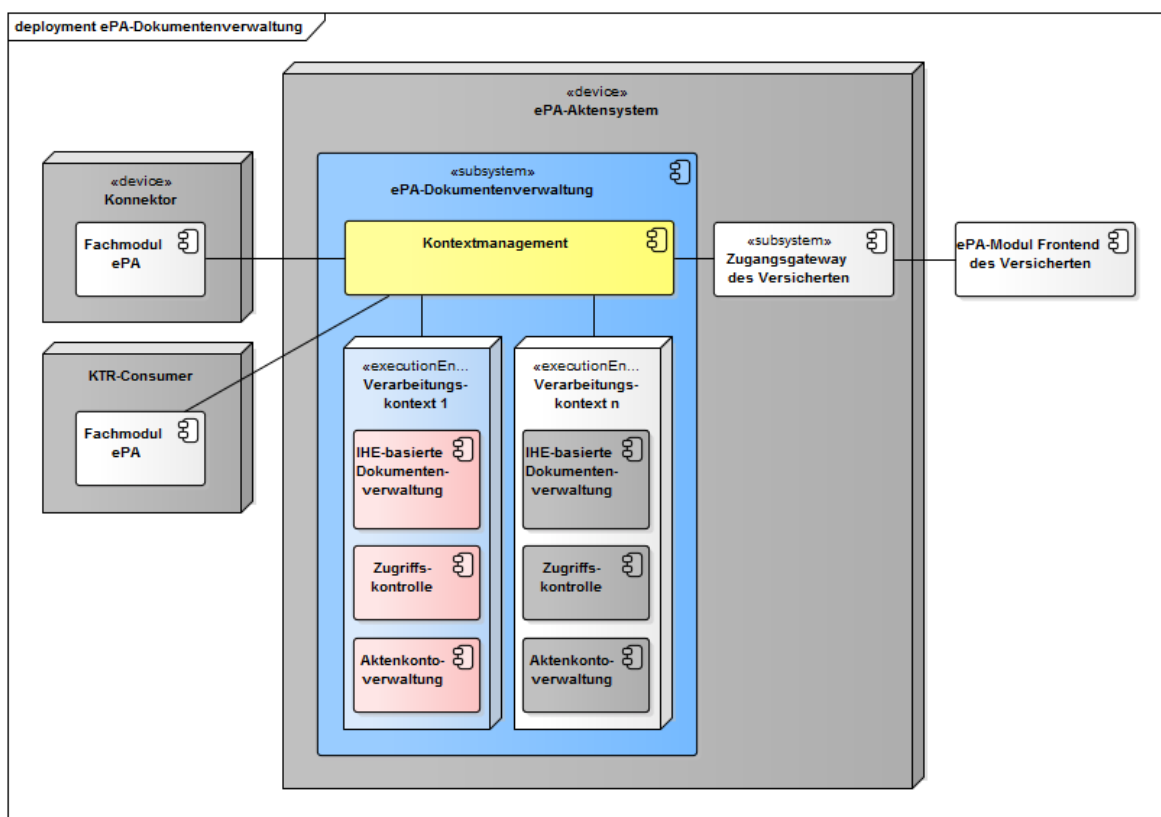 deployment ePA-Dokumentenverwaltung
«device»
ePA-Aktensystem
«device»
Konnektor
Fachmodul
ePA
KTR-Consumer
Fachmodul
ePA
«subsystem»
ePA-Dokumentenverwaltung
Kontextmanagement
«subsystem»
Zugangsgateway
des Versicherten
ePA-Modul Frontend
des Versicherten
«executionEn...
Verarbeitungs-
kontext 1
IHE-basierte
Dokumenten-
verwaltung
Zugriffs-
kontrolle
Aktenkonto-
verwaltung
«executionEn...
Verarbeitungs-
kontext n
IHE-basierte
Dokumenten-
verwaltung
Zugriffs-
kontrolle
Aktenkonto-
verwaltung